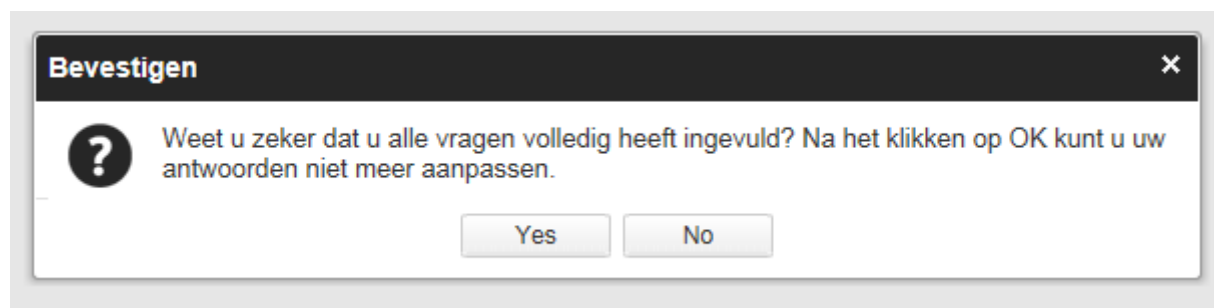 Bevestigen
Weet u zeker dat u alle vragen volledig heeft ingevuld? Na het klikken op OK kunt u uw
antwoorden niet meer aanpassen.
Yes No